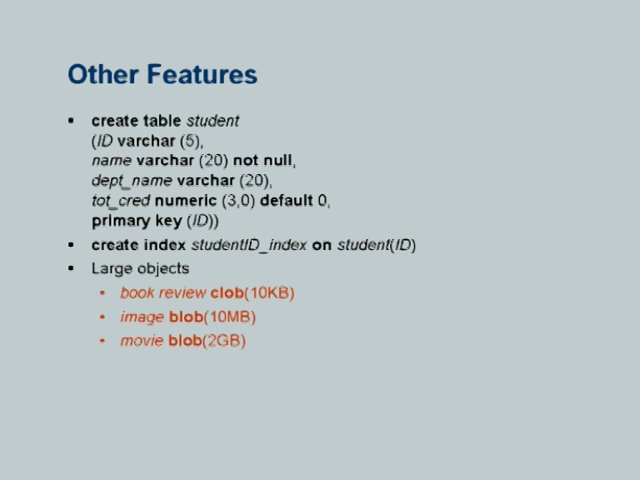 Other Features
▪ create table student
(ID varchar (5),
name varchar (20) not null,
dept_name varchar (20),
tot_cred numeric (3,0) default 0,
primary key (ID))
▪ create index studentID_index on student(ID)
▪ Large objects
• book review clob(10KB)
• image blob(10MB)
• movie blob(2GB)